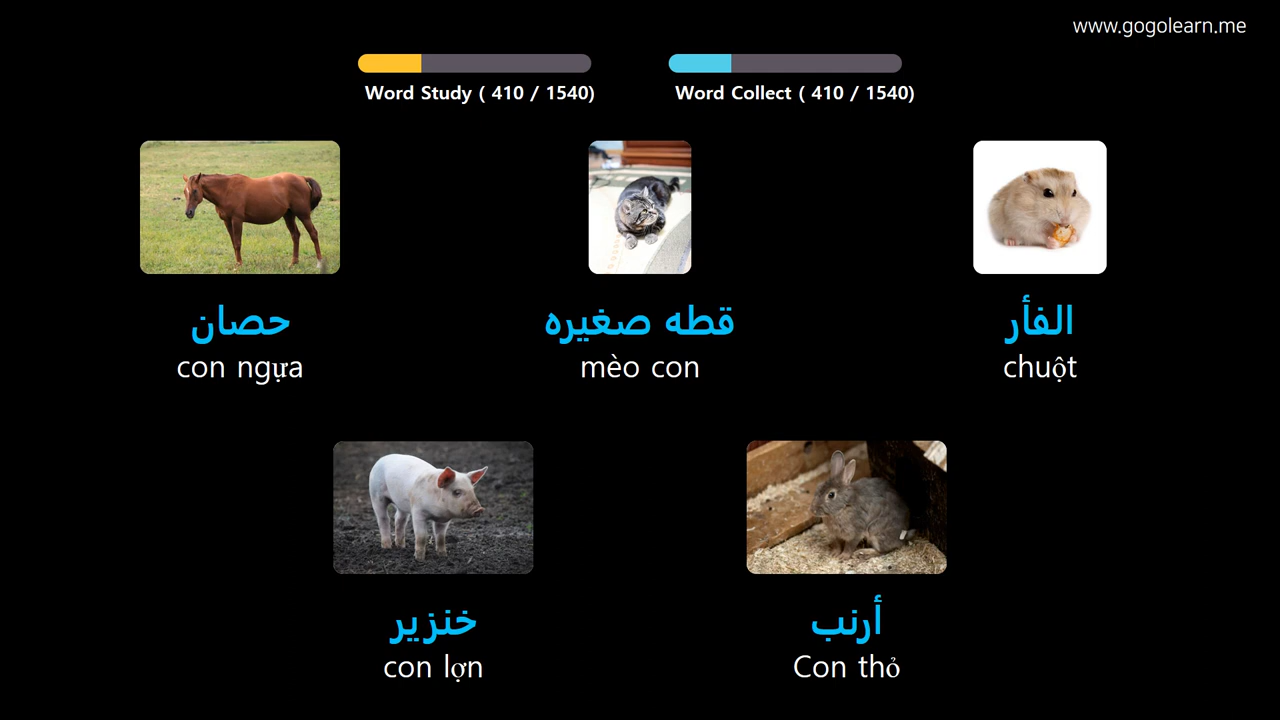 www.gogolearn.me
Word Study ( 410 / 1540)
Word Collect ( 410 / 1540)
حصان
con ngựa
قطه صغيره
mèo con
الفأر
chuột
خنزير
con lợn
أرنب
Con thỏ